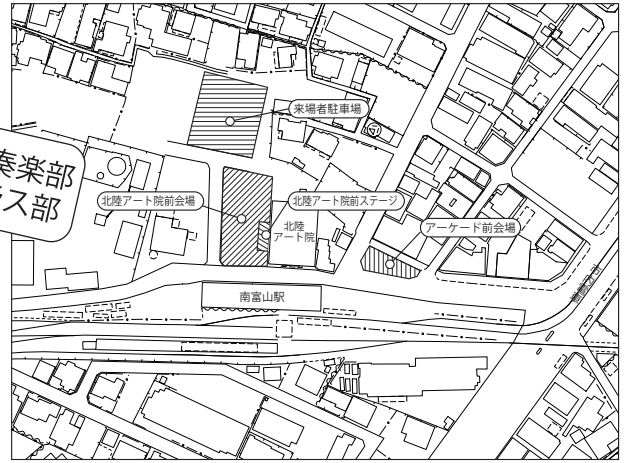 来場者駐車場
奏楽部
ラス部
北陸アート院前会場
北陸アート院前ステージ
北陸
アート院
アーケード前会場
南富山駅